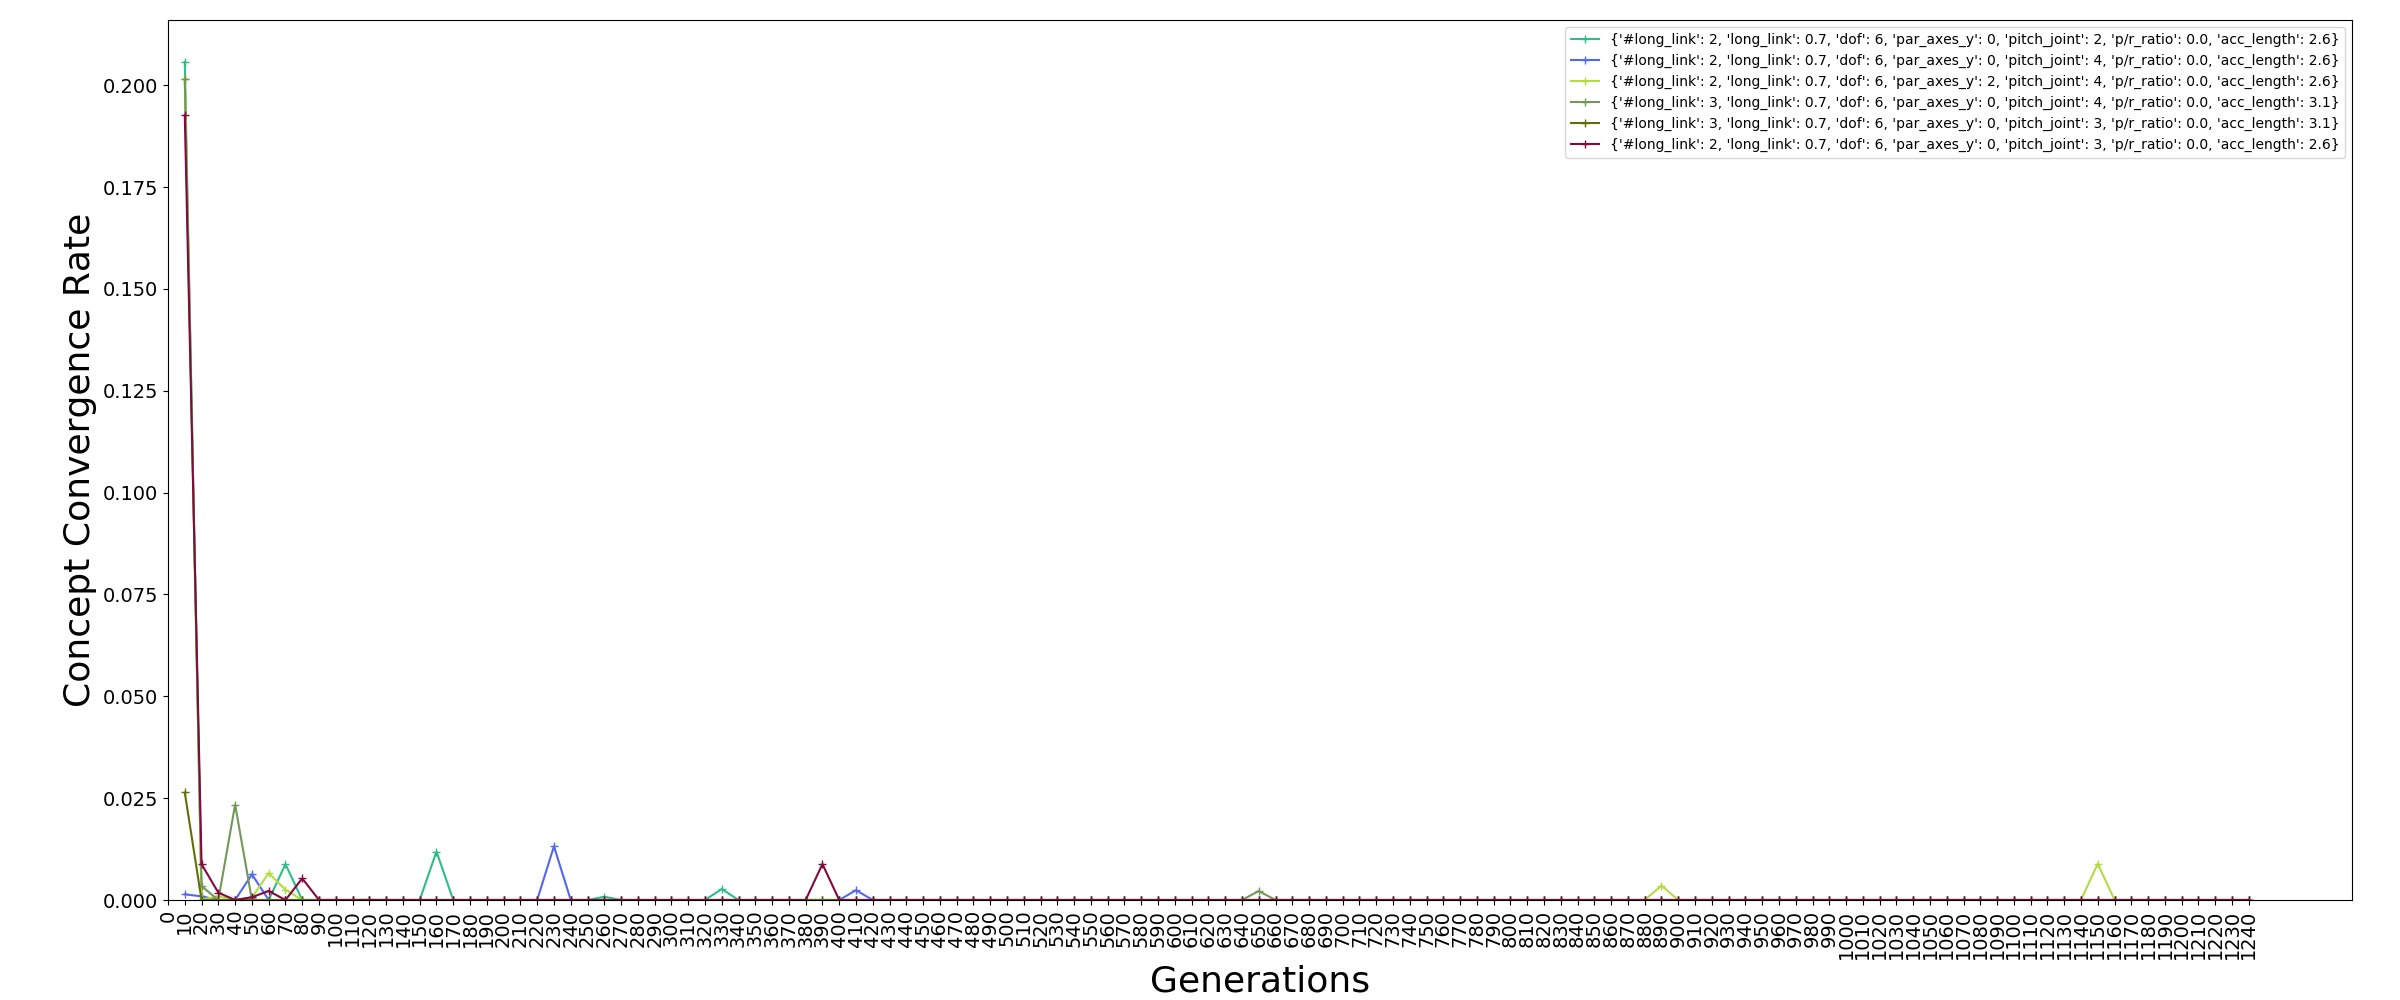 {'#long_link': 2, 'long_link': 0.7, 'dof': 6, 'par_axes_y': 0, 'pitch_joint': 2, 'p/r_ratio': 0.0, 'acc_length': 2.6}
{'#long_link': 2, 'long_link': 0.7, 'dof': 6, 'par_axes_y': 0, 'pitch_joint': 4, 'p/r_ratio': 0.0, 'acc_length': 2.6}
{'#long_link': 2, 'long_link': 0.7, 'dof': 6, 'par_axes_y': 2, 'pitch_joint': 4, 'p/r_ratio': 0.0, 'acc_length': 2.6}
{'#long_link': 3, 'long_link': 0.7, 'dof': 6, 'par_axes_y': 0, 'pitch_joint': 4, 'p/r_ratio': 0.0, 'acc_length': 3.1}
{'#long_link': 3, 'long_link': 0.7, 'dof': 6, 'par_axes_y': 0, 'pitch_joint': 3, 'p/r_ratio': 0.0, 'acc_length': 3.1}
{'#long_link': 2, 'long_link': 0.7, 'dof': 6, 'par_axes_y': 0, 'pitch_joint': 3, 'p/r_ratio': 0.0, 'acc_length': 2.6}
Concept Convergence Rate
0.200
0.175
0.150
0.125
0.100
0.075
0.050
0.025
0.000
0 10 20 30 40 50 60 70 80 90 100 110 120 130 140 150 160 170 180 190 200 210 220 230 240 250 260 270 280 290 300 310 320 330 340 350 360 370 380 390 400 410 420 430 440 450 460 470 480 490 500 510 520 530 540 550 560 570 580 590 600 610 620 630 640 650 660 670 680 690 700 710 720 730 740 750 760 770 780 790 800 810 820 830 840 850 860 870 880 890 900 910 920 930 940 950 960 970 980 990 1000 1010 1020 1030 1040 1050 1060 1070 1080 1090 1100 1110 1120 1130 1140 1150 1160 1170 1180 1190 1200 1210 1220 1230 1240
Generations